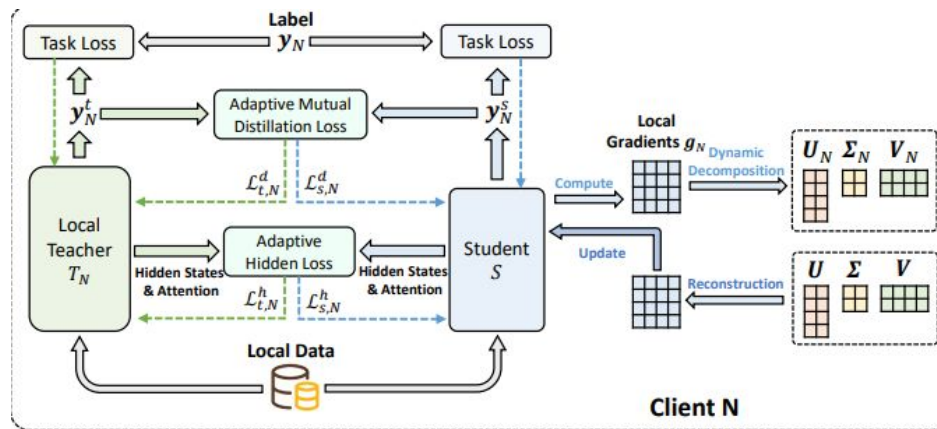 Label
Task Loss
y_N
Task Loss
y_N^t
Adaptive Mutual
Distillation Loss
y_N^s
Local
Gradients g_N
Dynamic
Decomposition
U_N Σ_N V_N
ℒ_{t,N}^d
ℒ_{s,N}^d
Compute
Local
Teacher
T_N
Adaptive
Hidden Loss
Student
S
Hidden States
& Attention
Hidden States
& Attention
Update
U Σ V
Reconstruction
ℒ_{t,N}^h
ℒ_{s,N}^h
Local Data
Client N